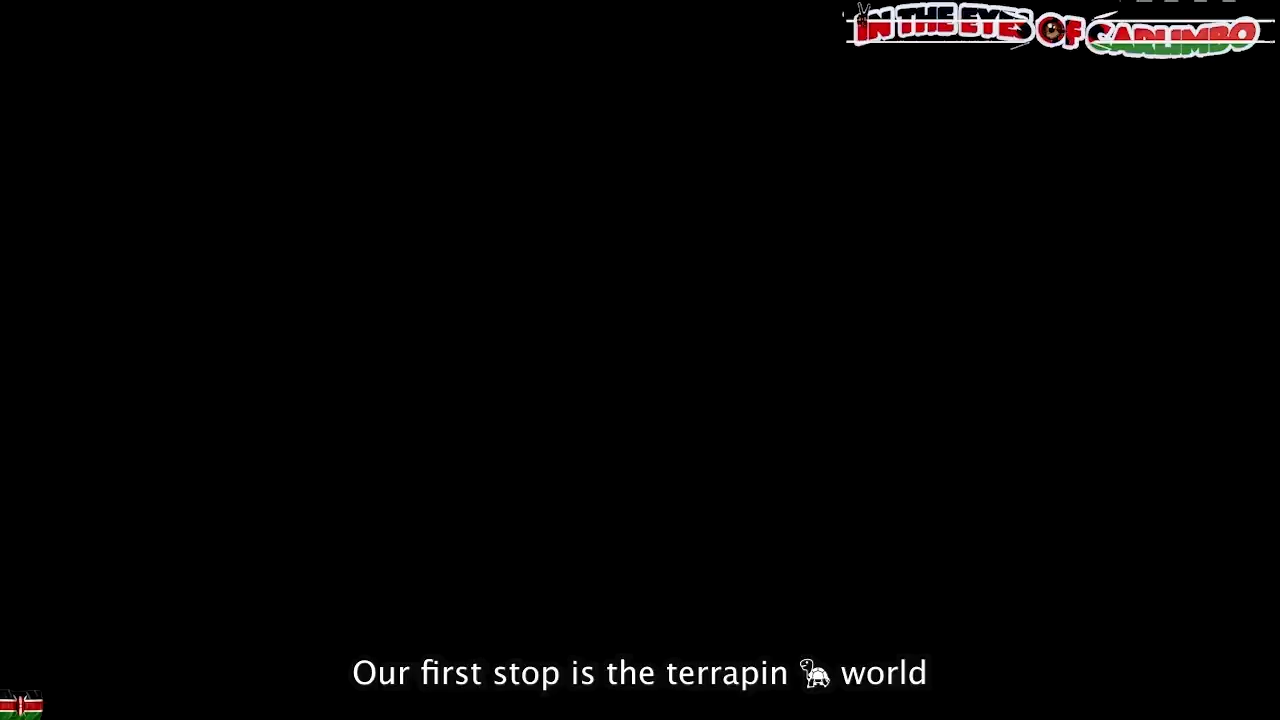 IN THE EYES OF CARLIMBO
Our first stop is the terrapin 🐢 world